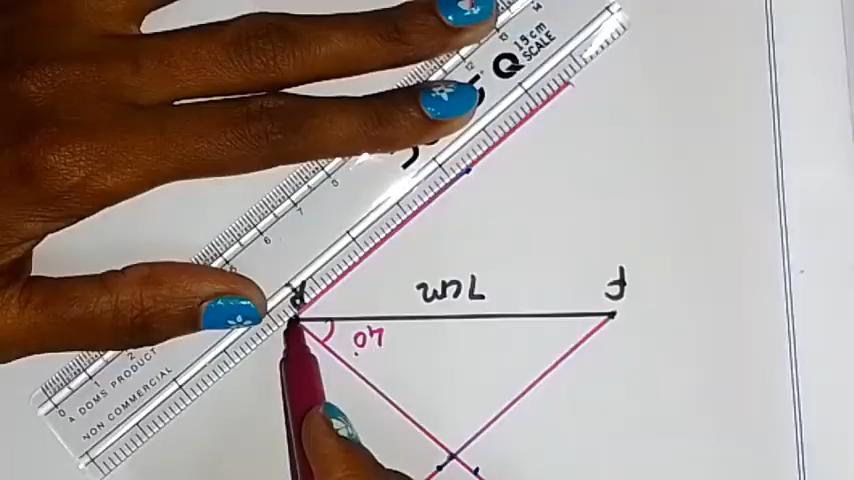 15 cm
SCALE
A DOMS PRODUCT
NON COMMERCIAL
7cm
F
40°